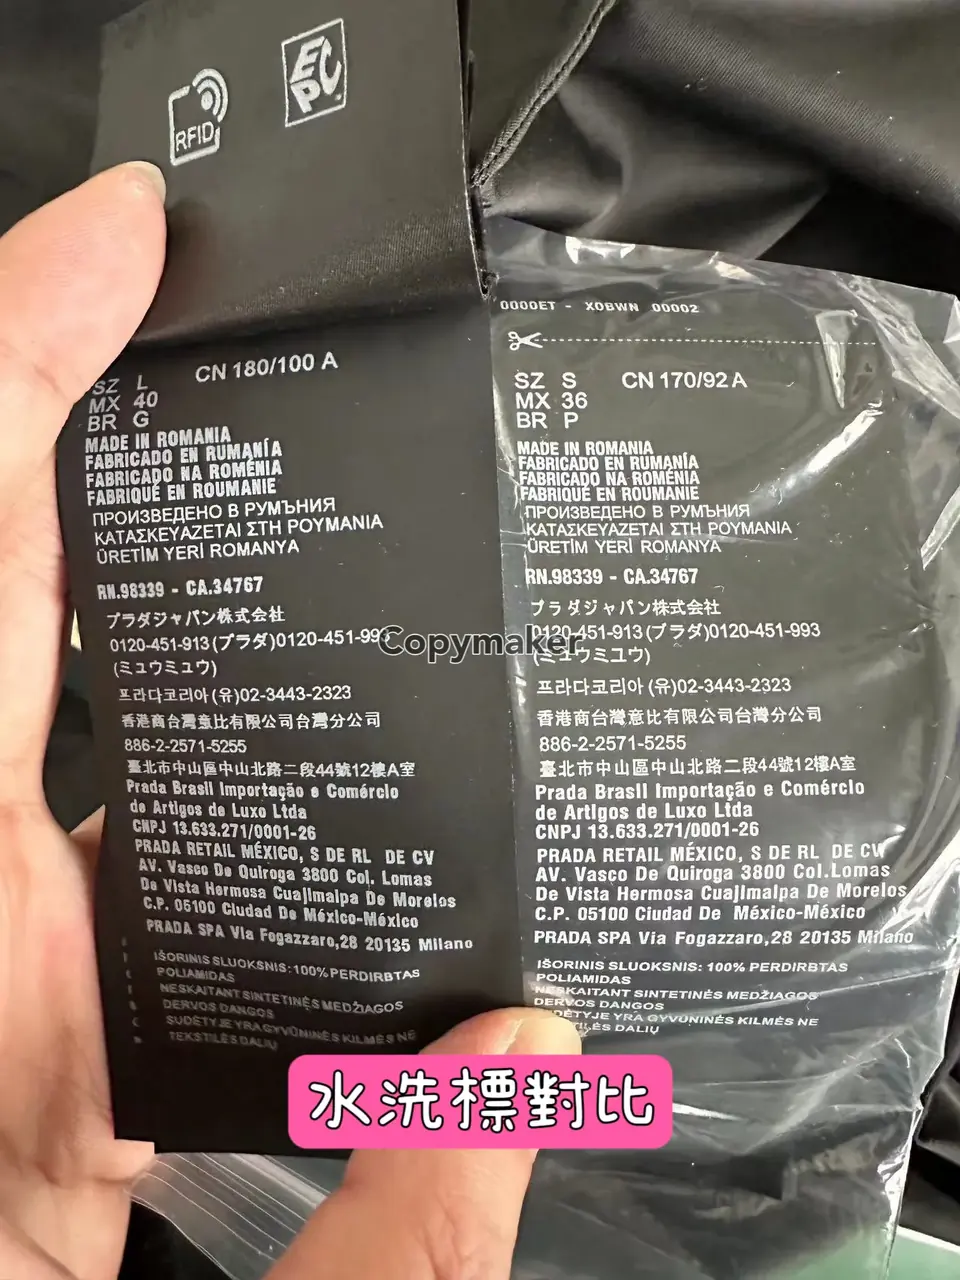 RFID
EPC
SZ L CN 180/100 A
MX 40
BR G
MADE IN ROMANIA
FABRICADO EN RUMANÍA
FABRICADO NA ROMÉNIA
FABRIQUÉ EN ROUMANIE
ПРОИЗВЕДЕНО В РУМЪНИЯ
ΚΑΤΑΣΚΕΥΑΖΕΤΑΙ ΣΤΗ ΡΟΥΜΑΝΙΑ
ÜRETİM YERİ ROMANYA
RN.98339 - CA.34767
プラダジャパン株式会社
0120-451-913(プラダ)0120-451-993
(ミュウミュウ)
프라다코리아(유)02-3443-2323
香港商台灣意比有限公司台灣分公司
886-2-2571-5255
臺北市中山區中山北路二段44號12樓A室
Prada Brasil Importação e Comércio
de Artigos de Luxo Ltda
CNPJ 13.633.271/0001-26
PRADA RETAIL MÉXICO, S DE RL DE CV
AV. Vasco De Quiroga 3800 Col. Lomas
De Vista Hermosa Cuajimalpa De Morelos
C.P. 05100 Ciudad De México-México
PRADA SPA Via Fogazzaro,28 20135 Milano
IŠORINIS SLUOKSNIS: 100% PERDIRBTAS
POLIAMIDAS
NESKAITANT SINTETINĖS MEDŽIAGOS
DERVOS DANGOS
SUDĖTYJE YRA GYVŪNINĖS KILMĖS NE
TEKSTILĖS DALIŲ
0000ET - X0BWN 00002
SZ S CN 170/92 A
MX 36
BR P
MADE IN ROMANIA
FABRICADO EN RUMANÍA
FABRICADO NA ROMÉNIA
FABRIQUÉ EN ROUMANIE
ПРОИЗВЕДЕНО В РУМЪНИЯ
ΚΑΤΑΣΚΕΥΑΖΕΤΑΙ ΣΤΗ ΡΟΥΜΑΝΙΑ
ÜRETİM YERİ ROMANYA
RN.98339 - CA.34767
プラダジャパン株式会社
0120-451-913(プラダ)0120-451-993
(ミュウミュウ)
프라다코리아(유)02-3443-2323
香港商台灣意比有限公司台灣分公司
886-2-2571-5255
臺北市中山區中山北路二段44號12樓A室
Prada Brasil Importação e Comércio
de Artigos de Luxo Ltda
CNPJ 13.633.271/0001-26
PRADA RETAIL MÉXICO, S DE RL DE CV
AV. Vasco De Quiroga 3800 Col.Lomas
De Vista Hermosa Cuajimalpa De Morelos
C.P. 05100 Ciudad De México-México
PRADA SPA Via Fogazzaro,28 20135 Milano
IŠORINIS SLUOKSNIS: 100% PERDIRBTAS
POLIAMIDAS
NESKAITANT SINTETINĖS MEDŽIAGOS
DERVOS DANGOS
SUDĖTYJE YRA GYVŪNINĖS KILMĖS NE
TEKSTILĖS DALIŲ
Copymaker
水洗標對比